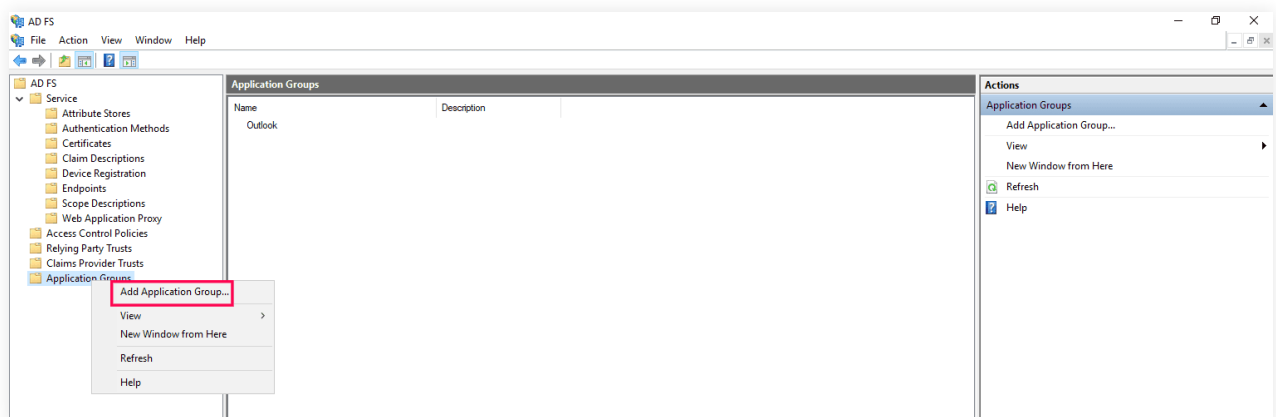 AD FS
File Action View Window Help
AD FS
Service
Attribute Stores
Authentication Methods
Certificates
Claim Descriptions
Device Registration
Endpoints
Scope Descriptions
Web Application Proxy
Access Control Policies
Relying Party Trusts
Claims Provider Trusts
Application Groups
Add Application Group...
View
New Window from Here
Refresh
Help
Application Groups
Name Description
Outlook
Actions
Application Groups
Add Application Group...
View
New Window from Here
Refresh
Help